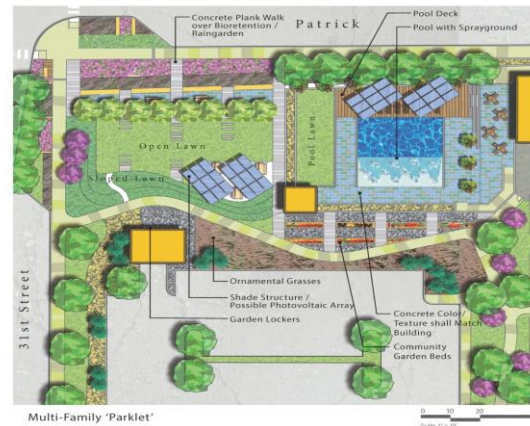 Concrete Plank Walk
over Bioretention /
Raingarden
Patrick
Pool Deck
Pool with Sprayground
Open Lawn
Pool Lawn
Sloped Lawn
31st Street
Ornamental Grasses
Shade Structure /
Possible Photovoltaic Array
Garden Lockers
Concrete Color/
Texture shall Match
Building
Community
Garden Beds
Multi-Family 'Parklet'
0 10 20